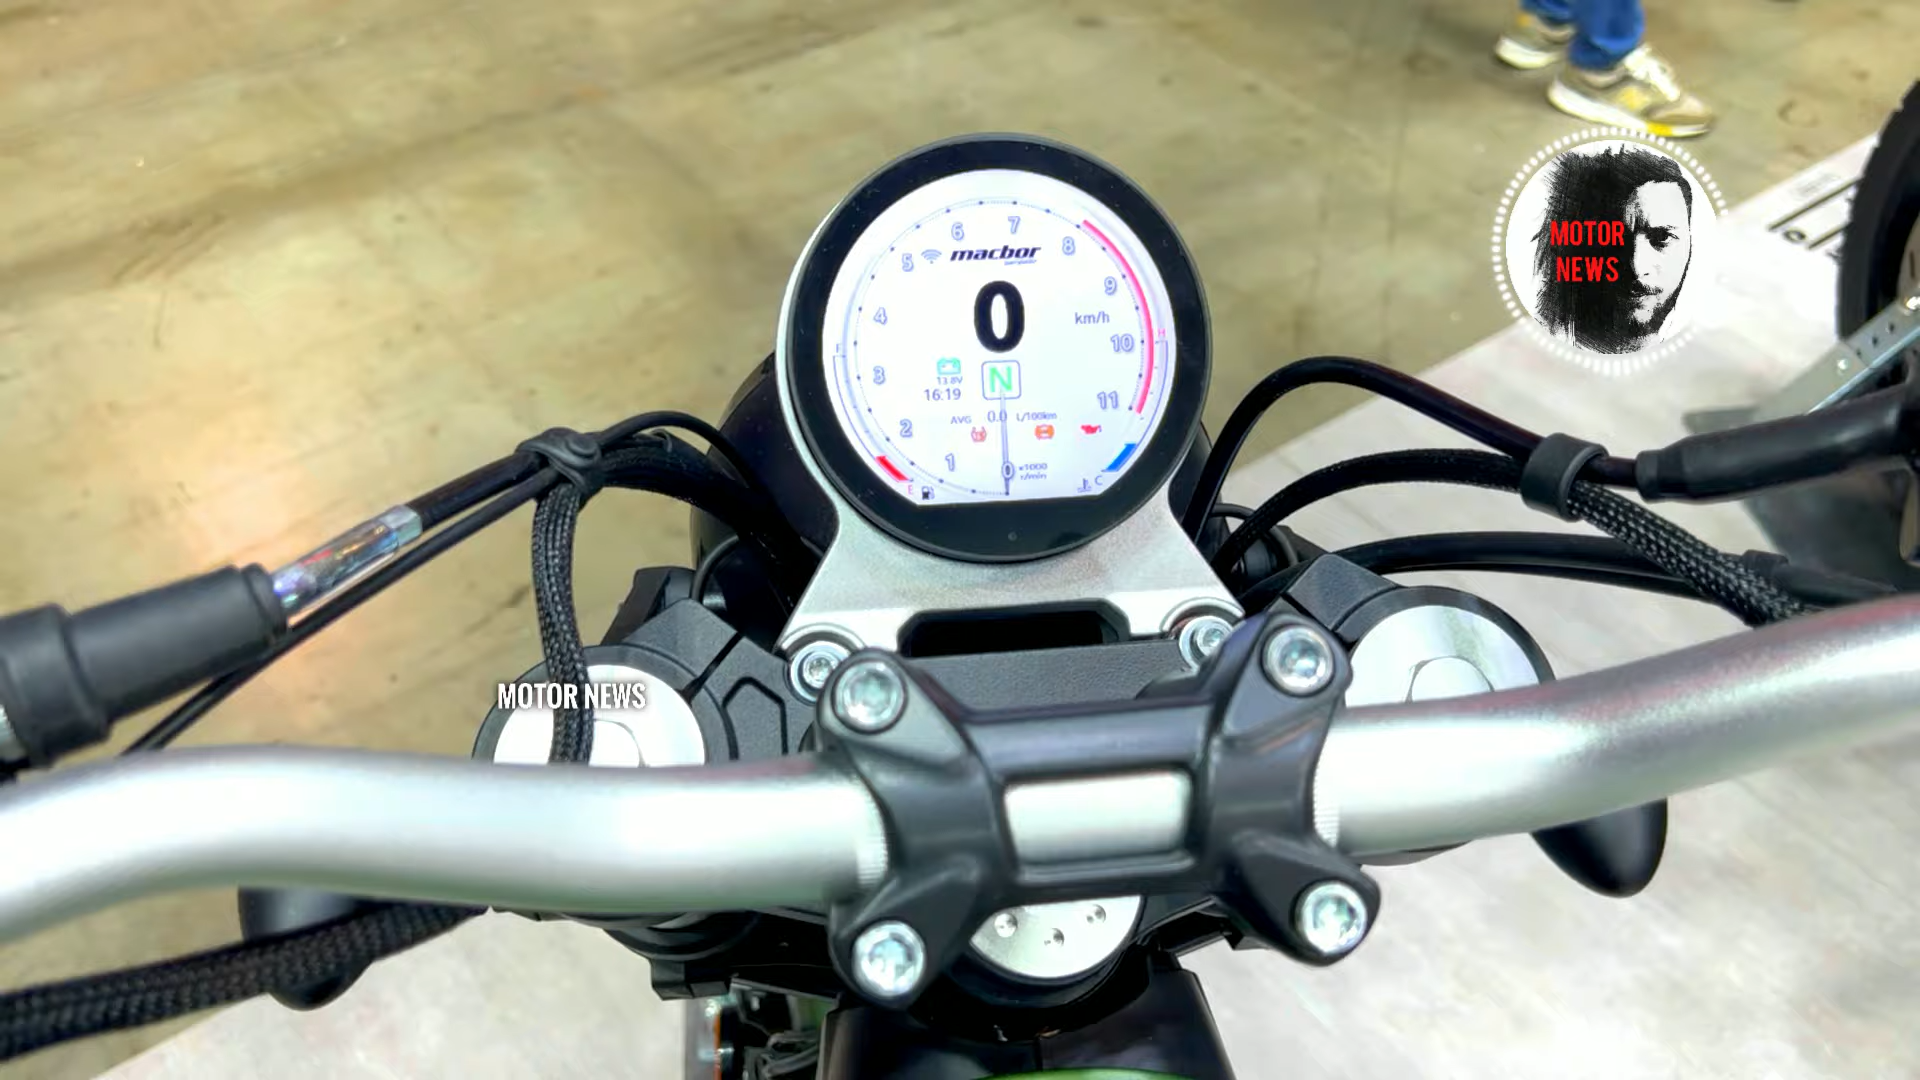 6
7
8
5
macbor
9
4
0
km/h
10
3
13.8V
N
16:19
11
2
AVG 0.0 L/100km
1
0 x1000
r/min
E
C
H
F
MOTOR
NEWS
MOTOR NEWS